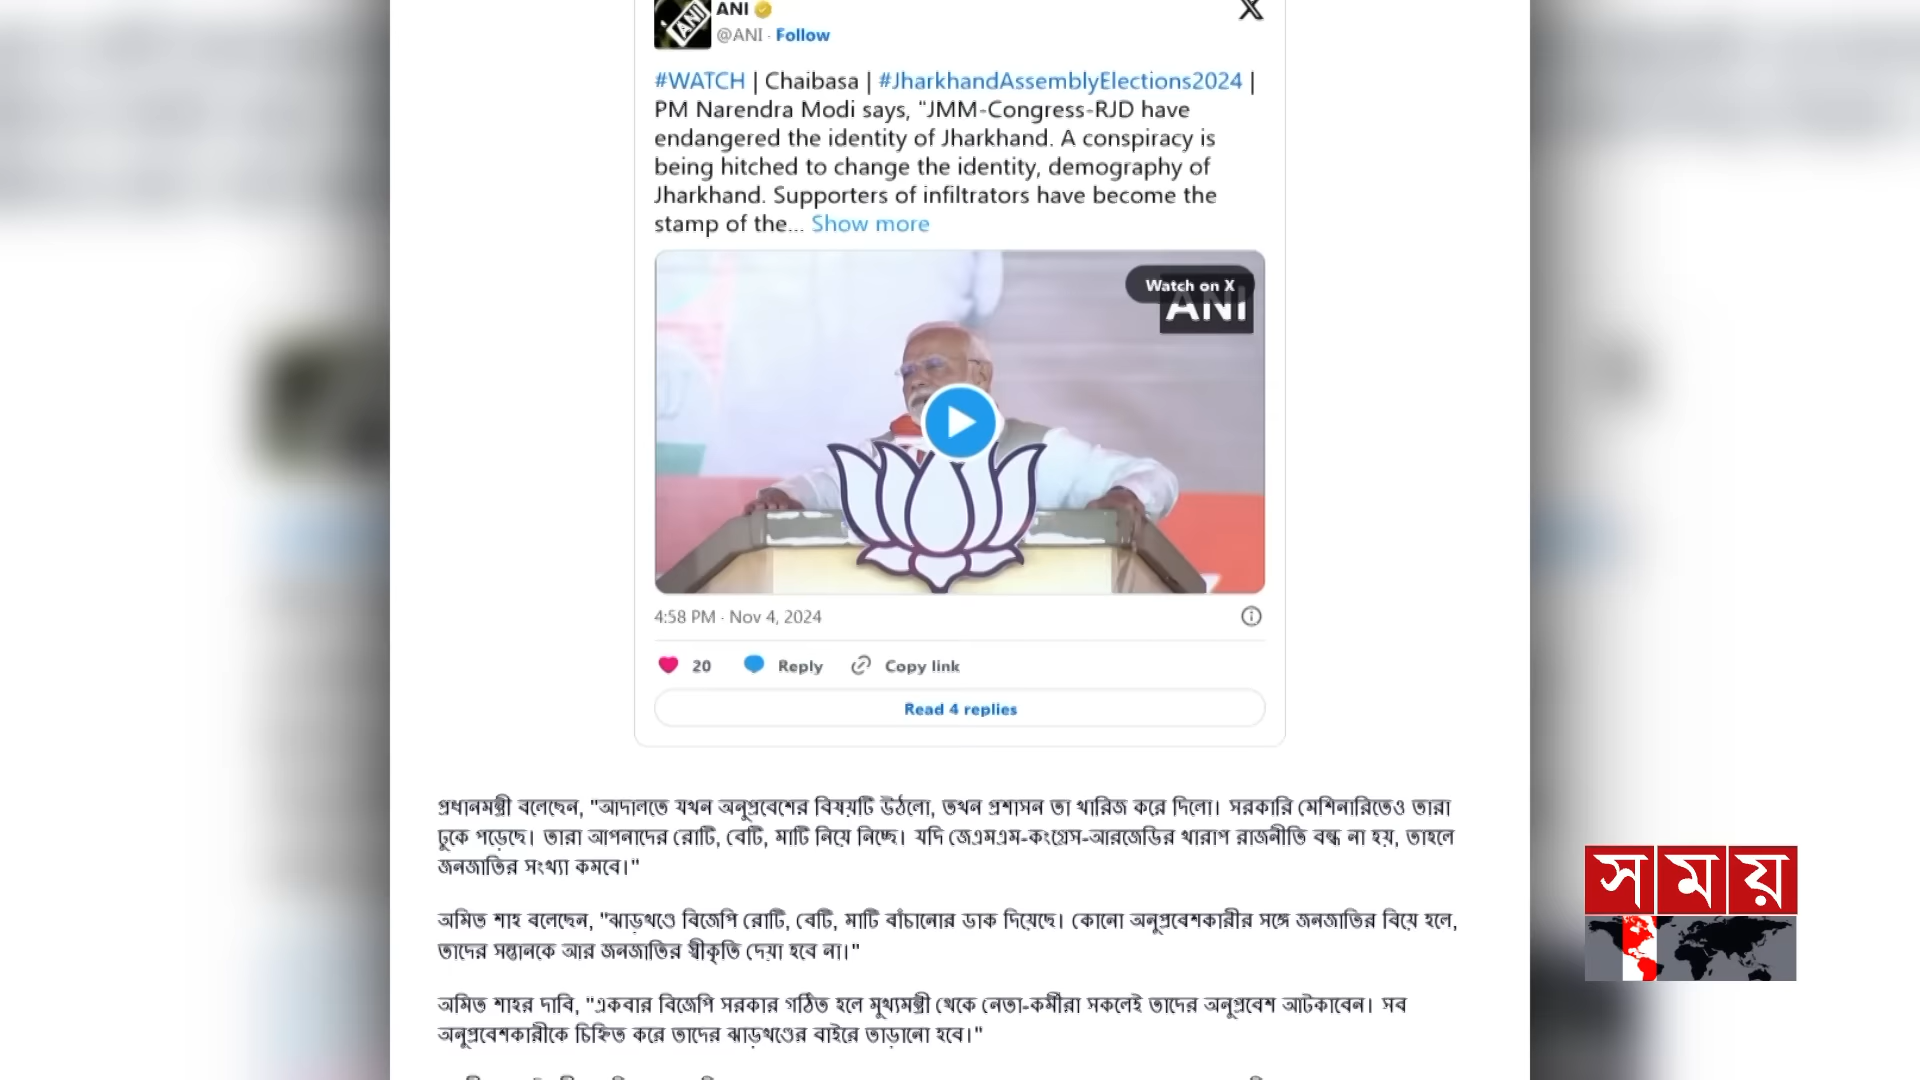 ANI
@ANI · Follow
#WATCH | Chaibasa | #JharkhandAssemblyElections2024 |
PM Narendra Modi says, "JMM-Congress-RJD have
endangered the identity of Jharkhand. A conspiracy is
being hitched to change the identity, demography of
Jharkhand. Supporters of infiltrators have become the
stamp of the... Show more
Watch on X
ANI
4:58 PM · Nov 4, 2024
20 Reply Copy link
Read 4 replies
প্রধানমন্ত্রী বলেছেন, "আদালতে যখন অনুপ্রবেশের বিষয়টি উঠলো, তখন প্রশাসন তা খারিজ করে দিলো। সরকারি মেশিনারিতেও তারা
ঢুকে পড়েছে। তারা আপনাদের রোটি, বেটি, মাটি নিয়ে নিচ্ছে। যদি জেএমএম-কংগ্রেস-আরজেডির খারাপ রাজনীতি বন্ধ না হয়, তাহলে
জনজাতির সংখ্যা কমবে।"
অমিত শাহ বলেছেন, "ঝাড়খণ্ডে বিজেপি রোটি, বেটি, মাটি বাঁচানোর ডাক দিয়েছে। কোনো অনুপ্রবেশকারীর সঙ্গে জনজাতির বিয়ে হলে,
তাদের সন্তানকে আর জনজাতির স্বীকৃতি দেয়া হবে না।"
অমিত শাহর দাবি, "একবার বিজেপি সরকার গঠিত হলে মুখ্যমন্ত্রী থেকে নেতা-কর্মীরা সকলেই তাদের অনুপ্রবেশ আটকাবেন। সব
অনুপ্রবেশকারীকে চিহ্নিত করে তাদের ঝাড়খণ্ডের বাইরে তাড়ানো হবে।"
সময়